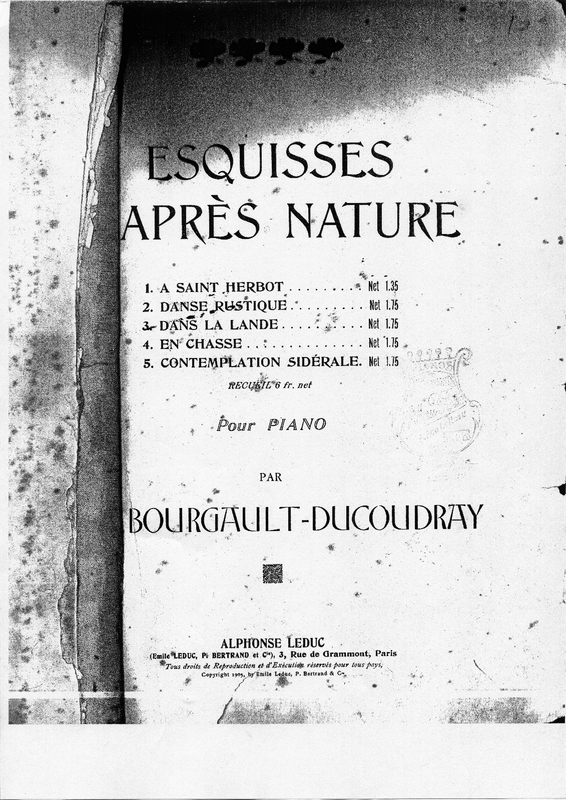 ESQUISSES
APRÈS NATURE
1. A SAINT HERBOT . . . . . . . . . Net 1.35
2. DANSE RUSTIQUE . . . . . . . . . Net 1.75
3. DANS LA LANDE . . . . . . . . . . Net 1.75
4. EN CHASSE . . . . . . . . . . . . . Net 1.75
5. CONTEMPLATION SIDÉRALE. Net 1.75
RECUEIL 6 fr. net
Pour PIANO
PAR
BOURGAULT-DUCOUDRAY
ALPHONSE LEDUC
(Emile LEDUC, P. BERTRAND et Cie), 3, Rue de Grammont, Paris
Tous droits de Reproduction et d'Exécution réservés pour tous pays,
Copyright 1909, by Emile Leduc, P. Bertrand & Cie